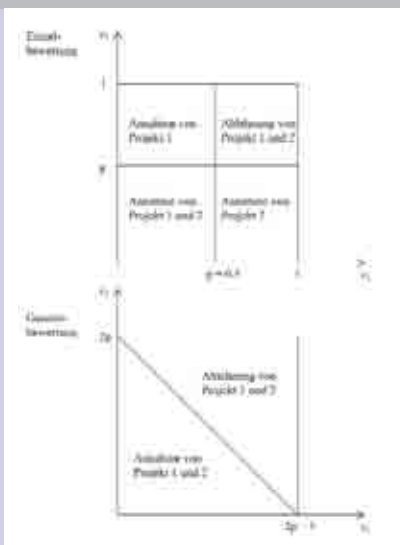 Einzel-
bewertung
1
Annahme von
Projekt 1
Ablehnung von
Projekt 1 und 2
Annahme von
Projekt 1 und 2
Annahme von
Projekt 2
1
Gesamt-
bewertung
2p
Ablehnung von
Projekt 1 und 2
Annahme von
Projekt 1 und 2
2p